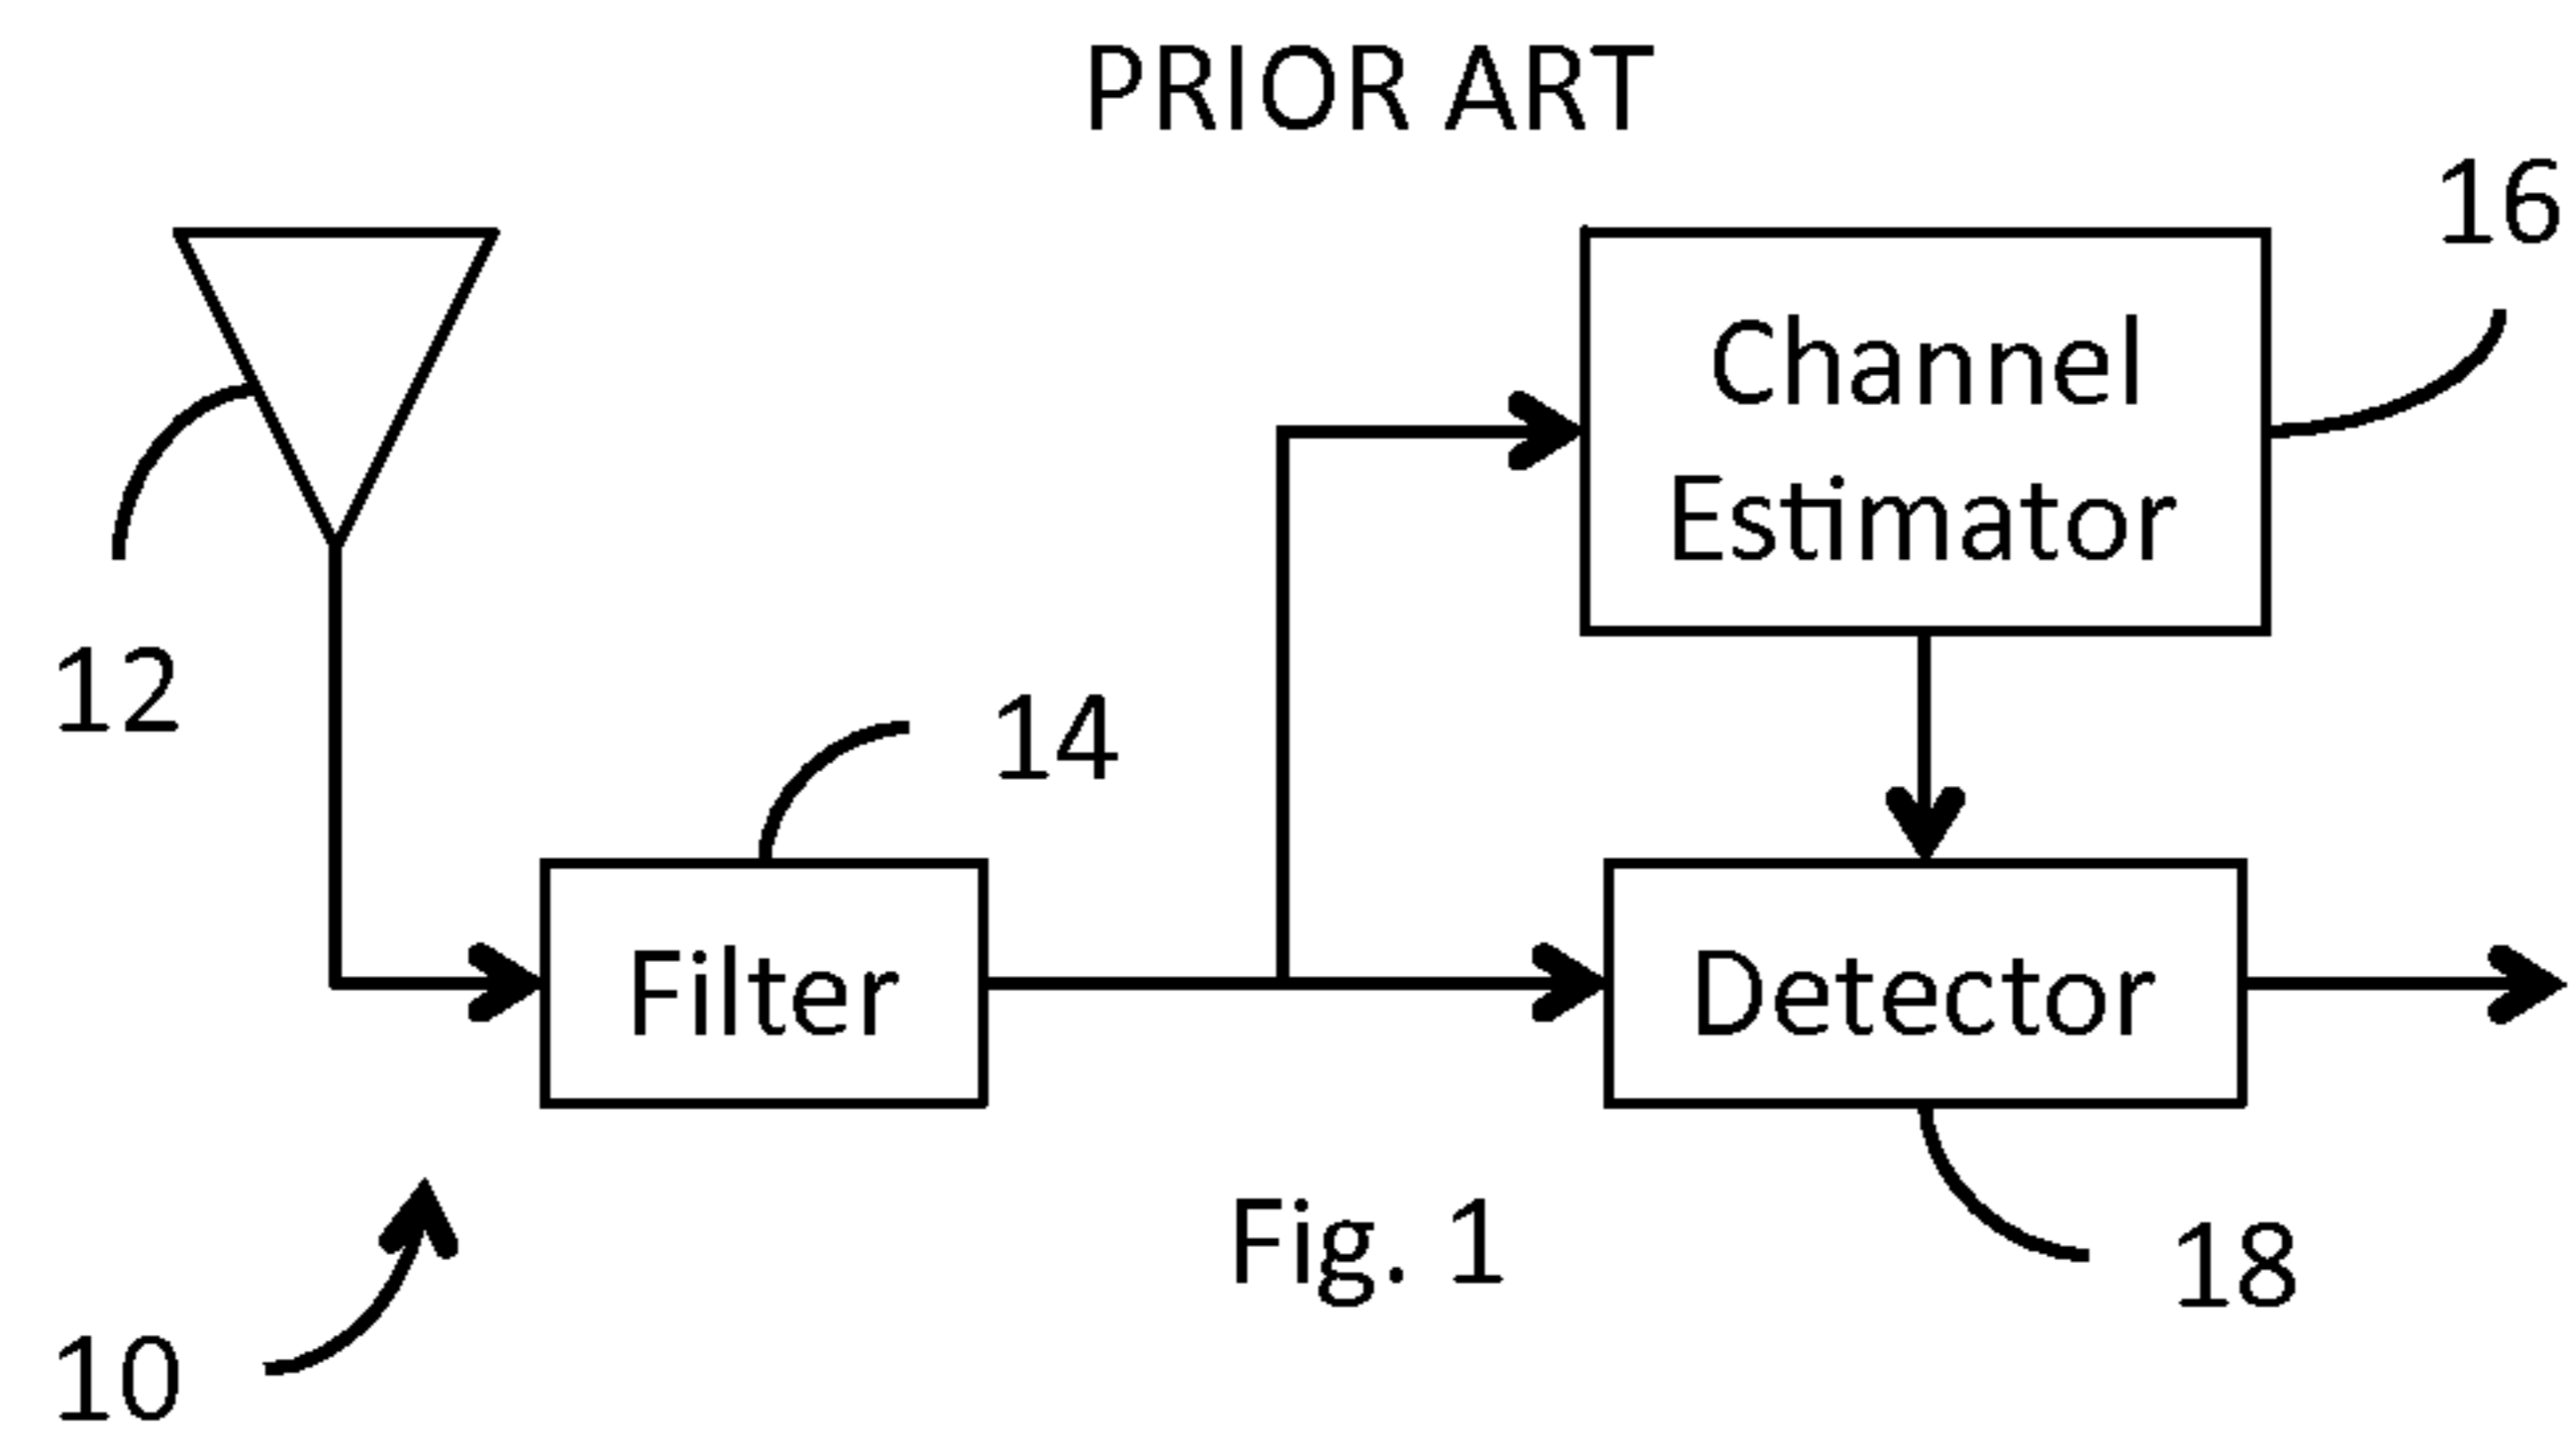 PRIOR ART
16
Channel
Estimator
12
14
Filter
Detector
Fig. 1
18
10